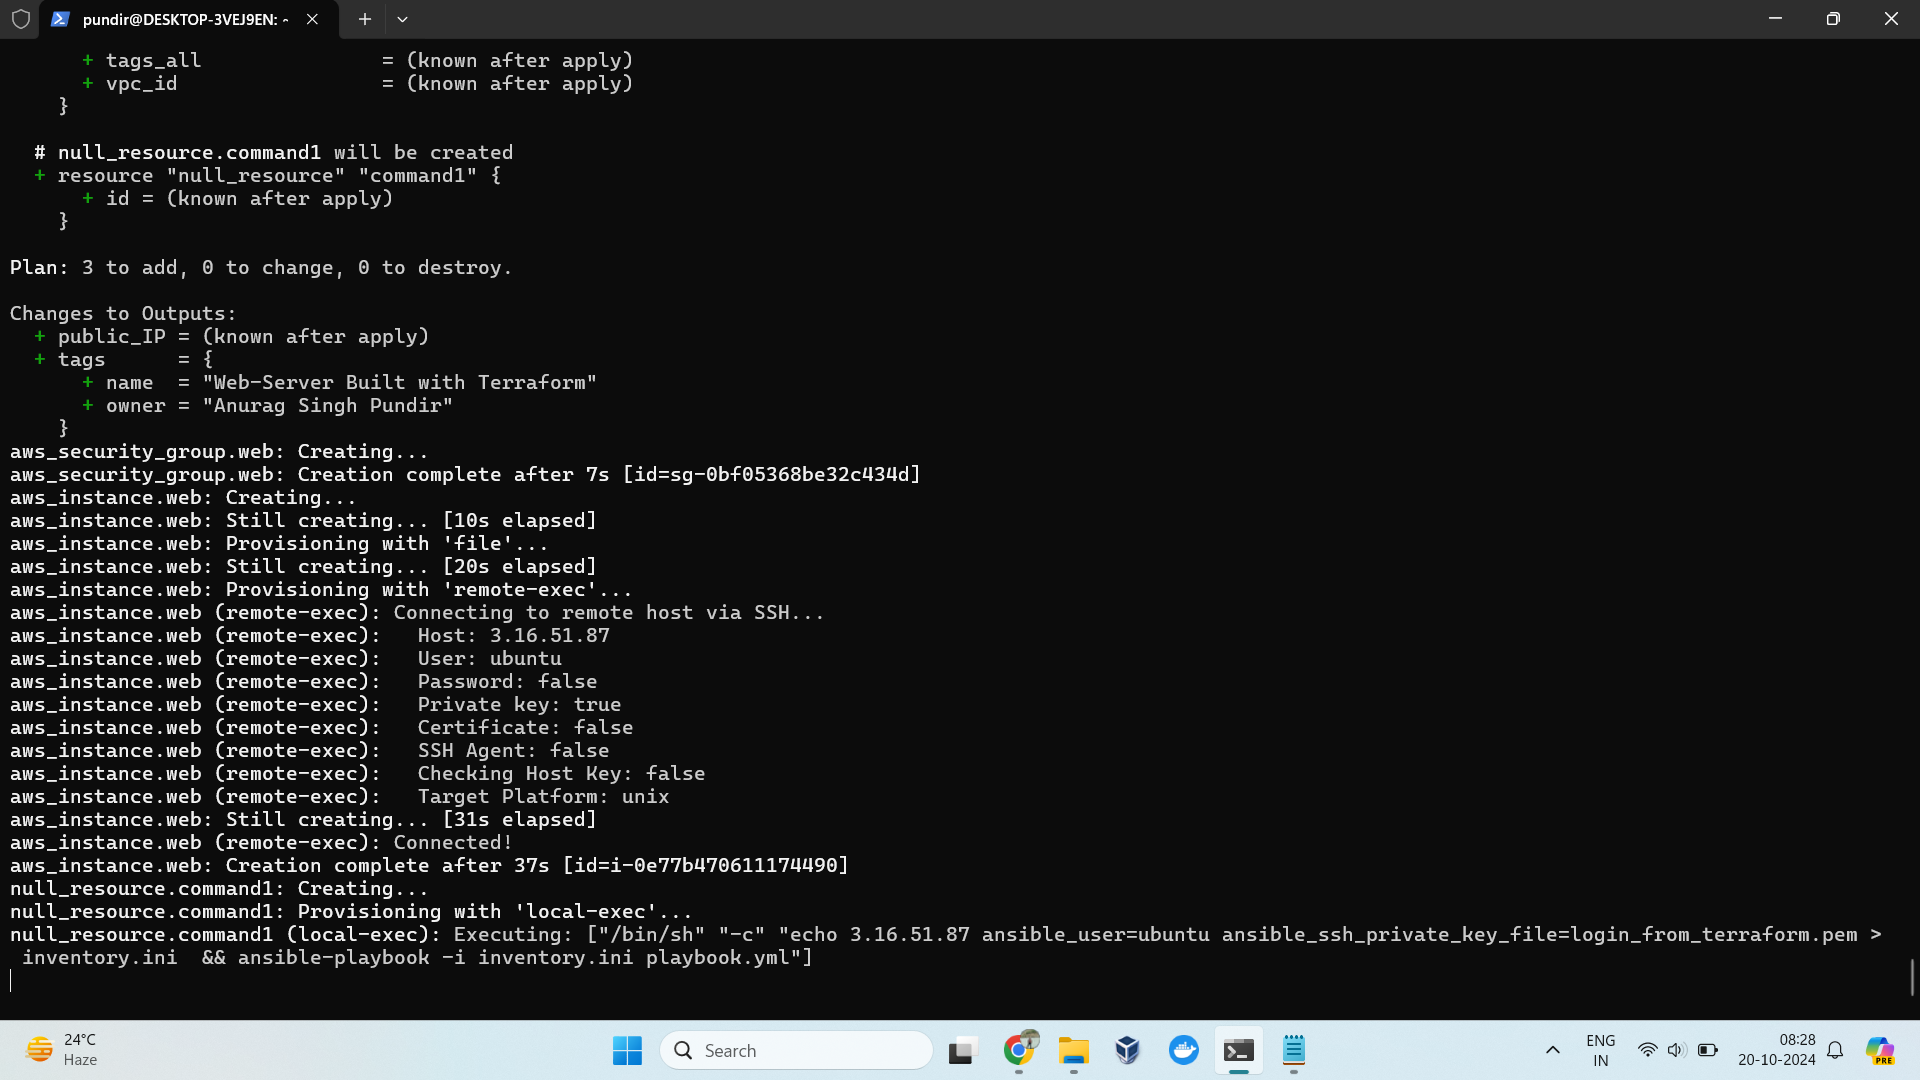 pundir@DESKTOP-3VEJ9EN: ~
+ tags_all = (known after apply)
+ vpc_id = (known after apply)
}
# null_resource.command1 will be created
+ resource "null_resource" "command1" {
+ id = (known after apply)
}
Plan: 3 to add, 0 to change, 0 to destroy.
Changes to Outputs:
+ public_IP = (known after apply)
+ tags = {
+ name = "Web-Server Built with Terraform"
+ owner = "Anurag Singh Pundir"
}
aws_security_group.web: Creating...
aws_security_group.web: Creation complete after 7s [id=sg-0bf05368be32c434d]
aws_instance.web: Creating...
aws_instance.web: Still creating... [10s elapsed]
aws_instance.web: Provisioning with 'file'...
aws_instance.web: Still creating... [20s elapsed]
aws_instance.web: Provisioning with 'remote-exec'...
aws_instance.web (remote-exec): Connecting to remote host via SSH...
aws_instance.web (remote-exec):   Host: 3.16.51.87
aws_instance.web (remote-exec):   User: ubuntu
aws_instance.web (remote-exec):   Password: false
aws_instance.web (remote-exec):   Private key: true
aws_instance.web (remote-exec):   Certificate: false
aws_instance.web (remote-exec):   SSH Agent: false
aws_instance.web (remote-exec):   Checking Host Key: false
aws_instance.web (remote-exec):   Target Platform: unix
aws_instance.web: Still creating... [31s elapsed]
aws_instance.web (remote-exec): Connected!
aws_instance.web: Creation complete after 37s [id=i-0e77b470611174490]
null_resource.command1: Creating...
null_resource.command1: Provisioning with 'local-exec'...
null_resource.command1 (local-exec): Executing: ["/bin/sh" "-c" "echo 3.16.51.87 ansible_user=ubuntu ansible_ssh_private_key_file=login_from_terraform.pem >
inventory.ini  && ansible-playbook -i inventory.ini playbook.yml"]
24°C
Haze
Search
PRE
ENG
IN
08:28
20-10-2024